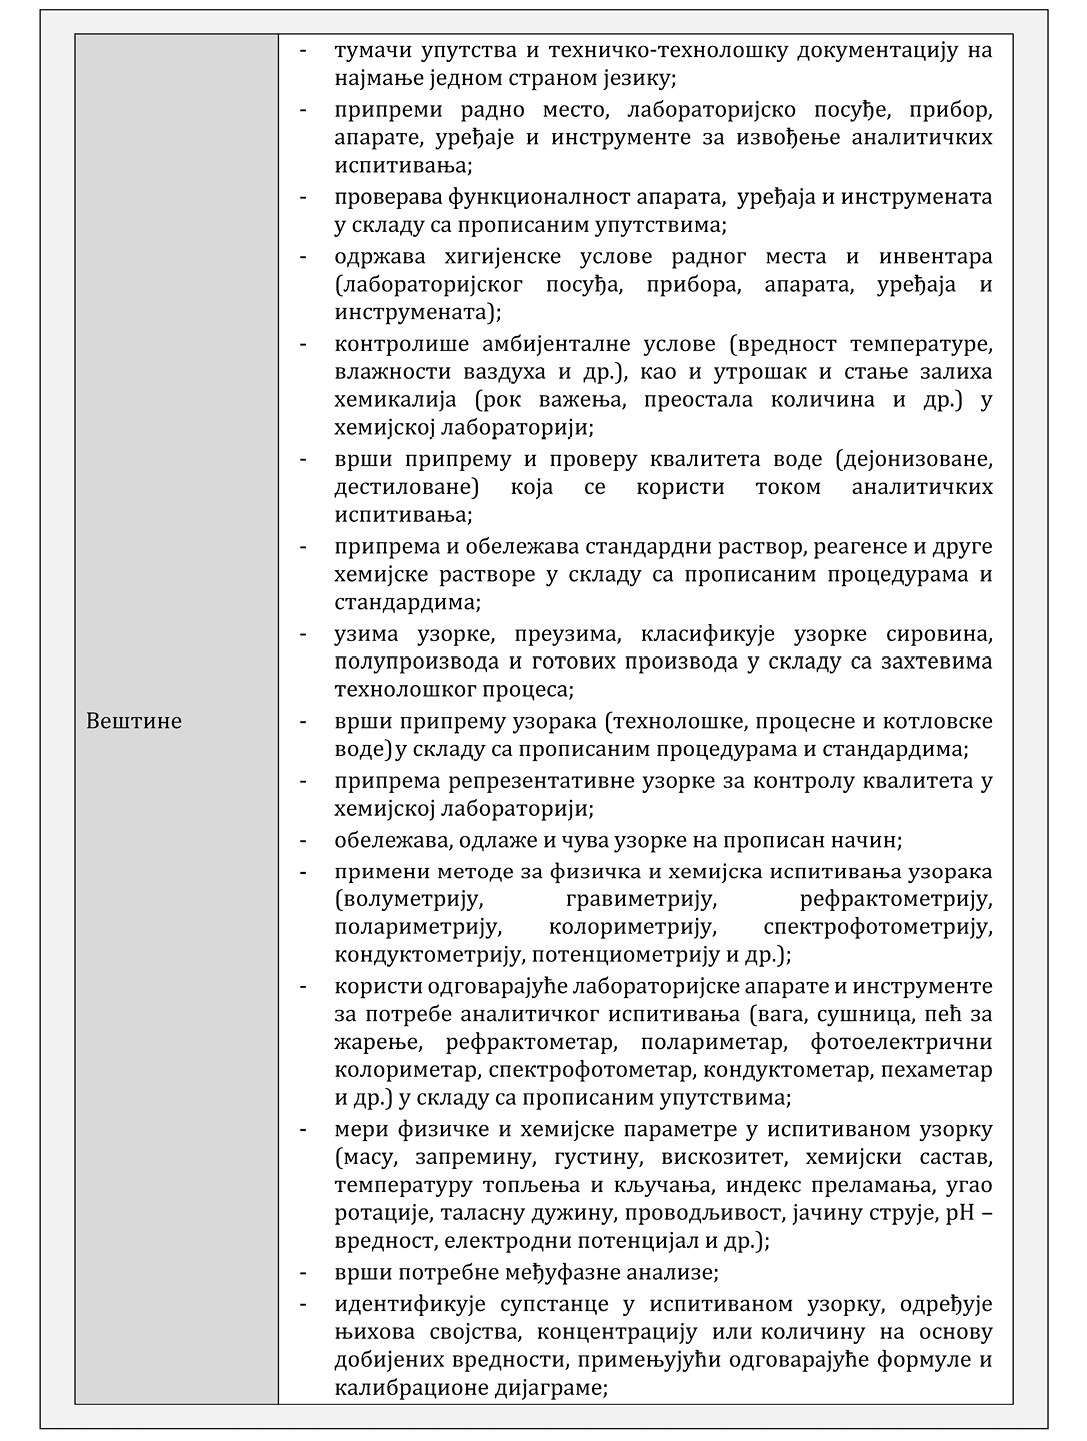 - тумачи упутства и техничко-технолошку документацију на
најмање једном страном језику;
- припреми радно место, лабораторијско посуђе, прибор,
апарате, уређаје и инструменте за извођење аналитичких
испитивања;
- проверава функционалност апарата, уређаја и инструмената
у складу са прописаним упутствима;
- одржава хигијенске услове радног места и инвентара
(лабораторијског посуђа, прибора, апарата, уређаја и
инструмената);
- контролише амбијенталне услове (вредност температуре,
влажности ваздуха и др.), као и утрошак и стање залиха
хемикалија (рок важења, преостала количина и др.) у
хемијској лабораторији;
- врши припрему и проверу квалитета воде (дејонизоване,
дестиловане) која се користи током аналитичких
испитивања;
- припрема и обележава стандардни раствор, реагенсе и друге
хемијске растворе у складу са прописаним процедурама и
стандардима;
- узима узорке, преузима, класификује узорке сировина,
полупроизвода и готових производа у складу са захтевима
технолошког процеса;
Вештине
- врши припрему узорака (технолошке, процесне и котловске
воде) у складу са прописаним процедурама и стандардима;
- припрема репрезентативне узорке за контролу квалитета у
хемијској лабораторији;
- обележава, одлаже и чува узорке на прописан начин;
- примени методе за физичка и хемијска испитивања узорака
(волуметрију, гравиметрију, рефрактометрију,
полариметрију, колориметрију, спектрофотометрију,
кондуктометрију, потенциометрију и др.);
- користи одговарајуће лабораторијске апарате и инструменте
за потребе аналитичког испитивања (вага, сушница, пећ за
жарење, рефрактометар, полариметар, фотоелектрични
колориметар, спектрофотометар, кондуктометар, пехаметар
и др.) у складу са прописаним упутствима;
- мери физичке и хемијске параметре у испитиваном узорку
(масу, запремину, густину, вискозитет, хемијски састав,
температуру топљења и кључања, индекс преламања, угао
ротације, таласну дужину, проводљивост, јачину струје, pH –
вредност, електродни потенцијал и др.);
- врши потребне међуфазне анализе;
- идентификује супстанце у испитиваном узорку, одређује
њихова својства, концентрацију или количину на основу
добијених вредности, примењујући одговарајуће формуле и
калибрационе дијаграме;